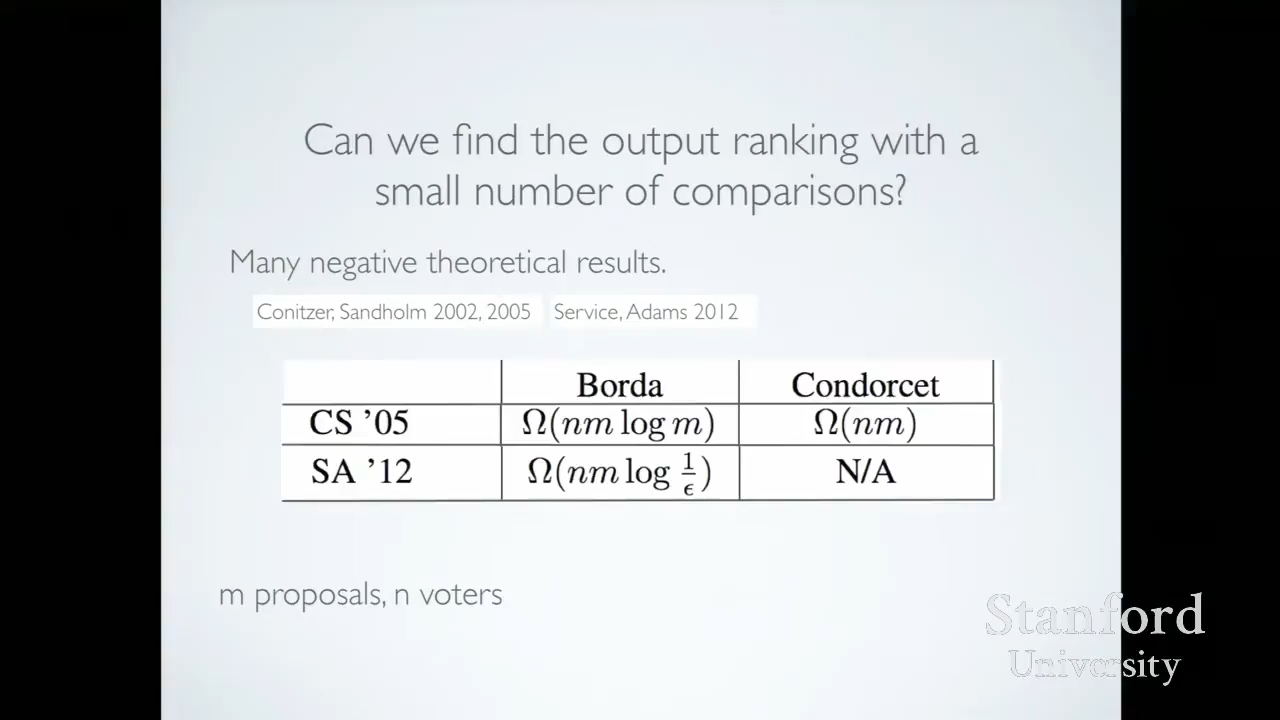 Can we find the output ranking with a
small number of comparisons?
Many negative theoretical results.
Conitzer, Sandholm 2002, 2005 Service, Adams 2012
Borda Condorcet
CS ’05 Ω(nm log m) Ω(nm)
SA ’12 Ω(nm log 1/ϵ) N/A
m proposals, n voters
Stanford
University